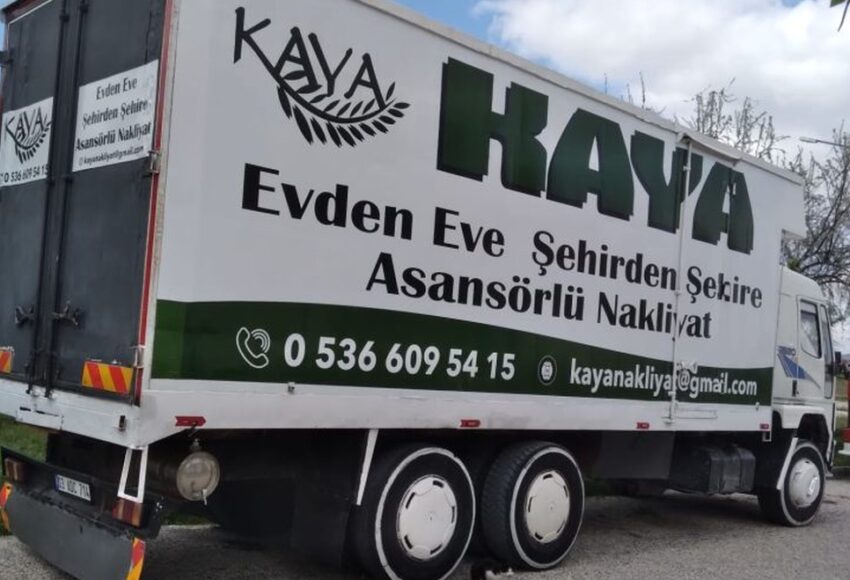 KAYA
Evden Eve
Şehirden Şehire
Asansörlü Nakliyat
kayanakliyat@gmail.com
0 536 609 54 15
KAYA
KAYA
Evden Eve Şehirden Şehire
Asansörlü Nakliyat
0 536 609 54 15
kayanakliyat@gmail.com